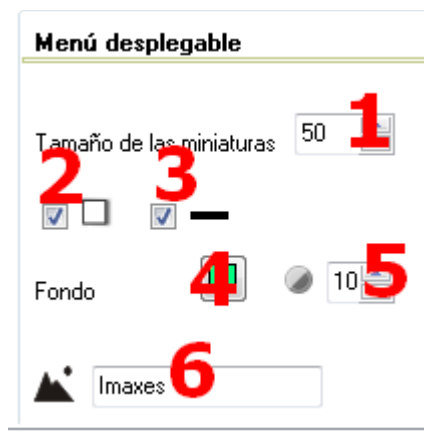 Menú desplegable
Tamaño de las miniaturas 50 1
2 3
Fondo 4 10 5
Imaxes 6